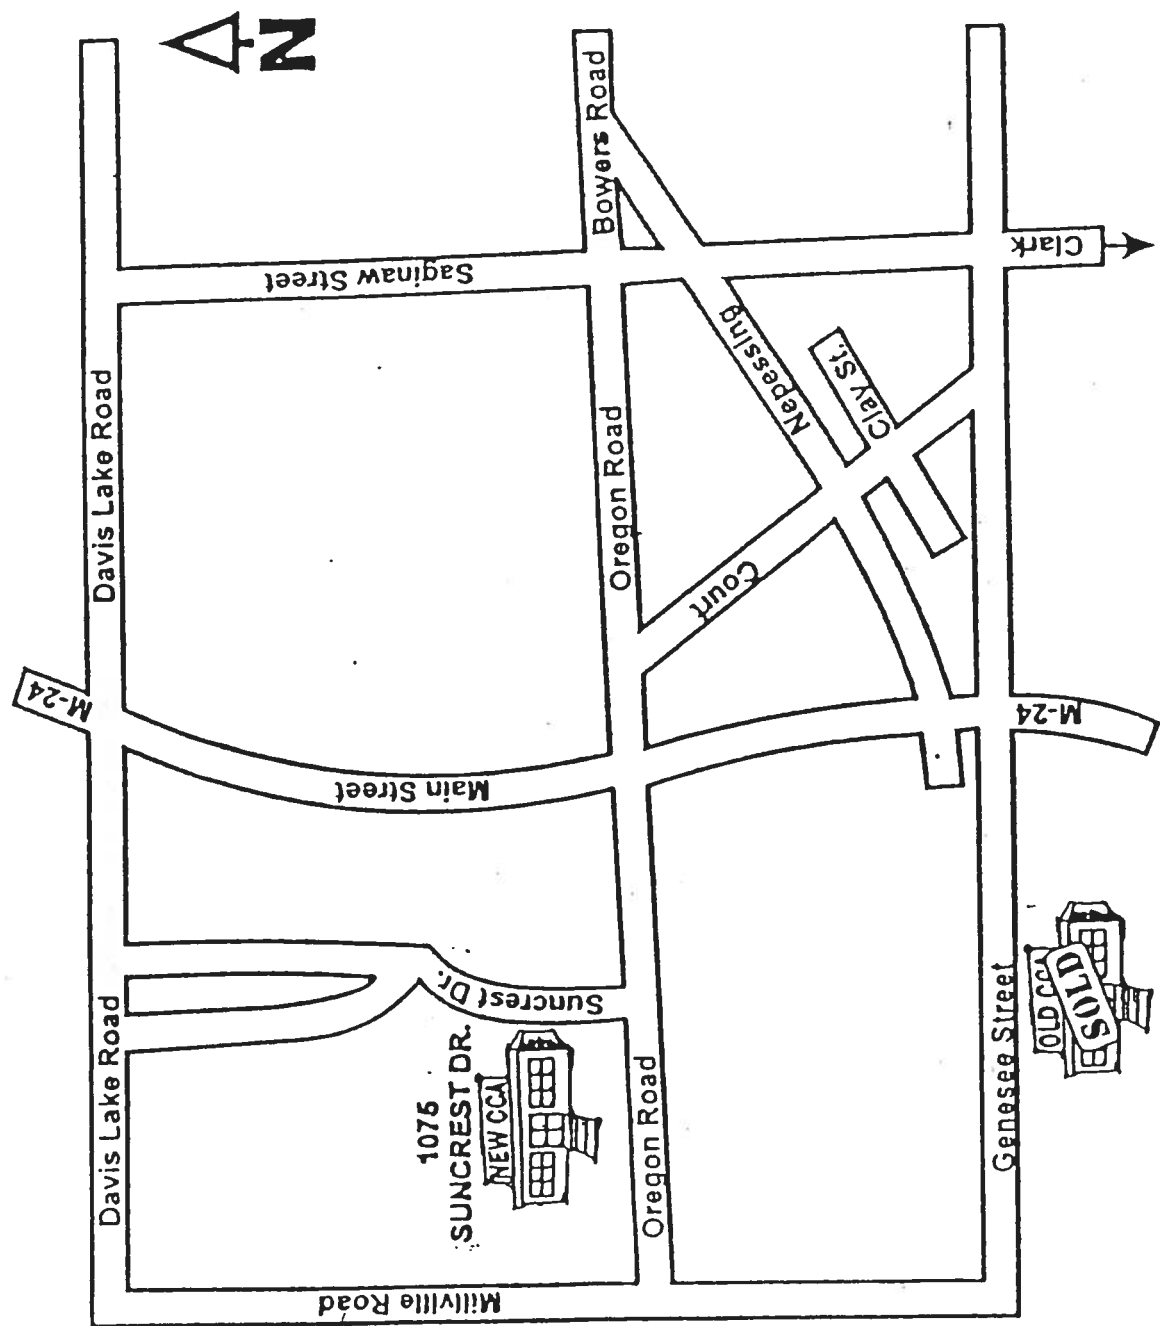 N
Davis Lake Road
Davis Lake Road
M-24
Millville Road
Suncrest Dr.
1075
SUNCREST DR.
NEW CCA
Main Street
Saginaw Street
Bowers Road
Oregon Road
Oregon Road
Court
Nepessing
Clay St.
M-24
Genesee Street
Clark
OLD CCA
SOLD